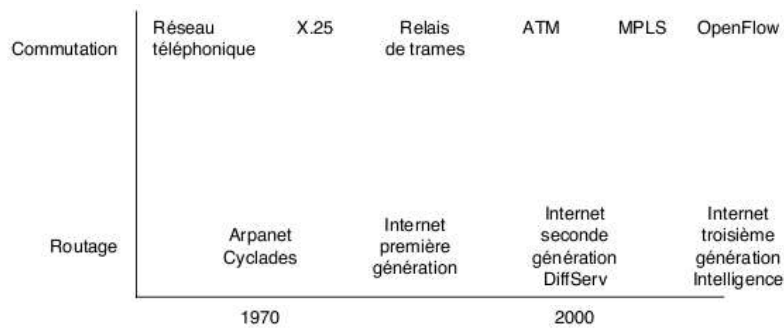 Commutation
Réseau
téléphonique
X.25
Relais
de trames
ATM
MPLS
OpenFlow
Routage
Arpanet
Cyclades
Internet
première
génération
Internet
seconde
génération
DiffServ
Internet
troisième
génération
Intelligence
1970
2000